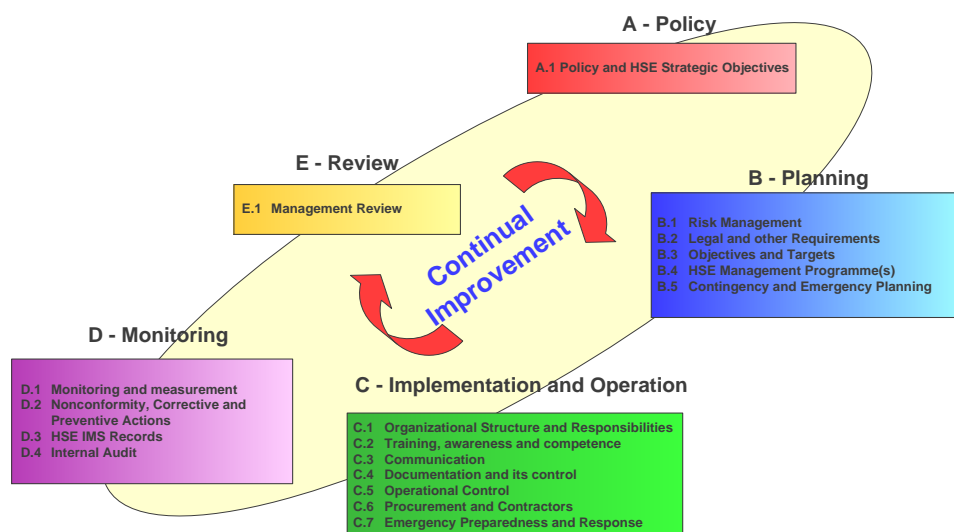 A - Policy
A.1 Policy and HSE Strategic Objectives
E - Review
E.1 Management Review
B - Planning
B.1 Risk Management
B.2 Legal and other Requirements
B.3 Objectives and Targets
B.4 HSE Management Programme(s)
B.5 Contingency and Emergency Planning
Continual
Improvement
D - Monitoring
D.1 Monitoring and measurement
D.2 Nonconformity, Corrective and
Preventive Actions
D.3 HSE IMS Records
D.4 Internal Audit
C - Implementation and Operation
C.1 Organizational Structure and Responsibilities
C.2 Training, awareness and competence
C.3 Communication
C.4 Documentation and its control
C.5 Operational Control
C.6 Procurement and Contractors
C.7 Emergency Preparedness and Response